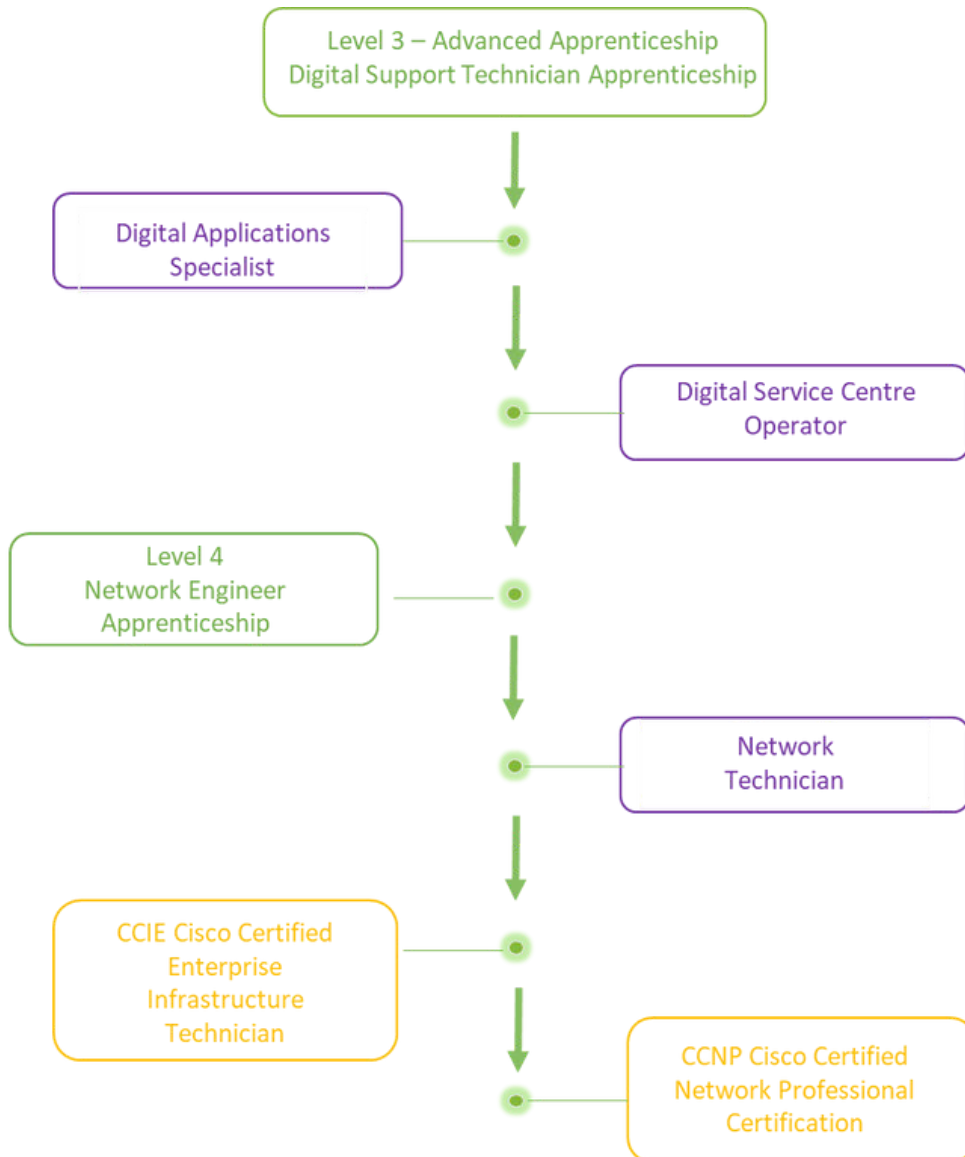 Level 3 – Advanced Apprenticeship
Digital Support Technician Apprenticeship
Digital Applications
Specialist
Digital Service Centre
Operator
Level 4
Network Engineer
Apprenticeship
Network
Technician
CCIE Cisco Certified
Enterprise
Infrastructure
Technician
CCNP Cisco Certified
Network Professional
Certification